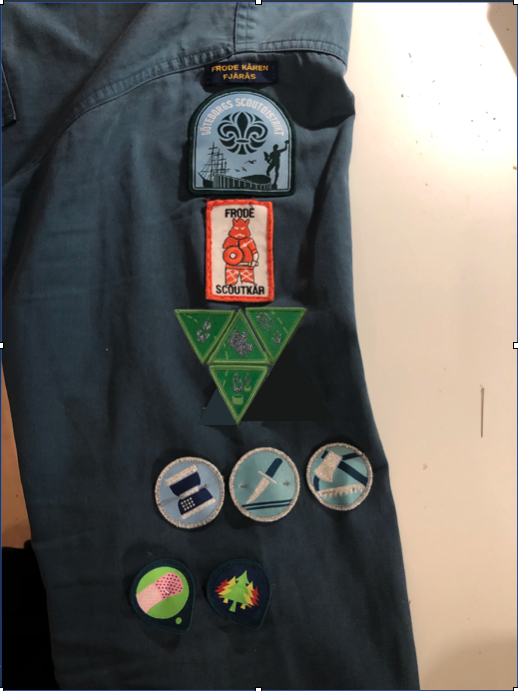 FRODE KÅREN
FJÄRÅS
GÖTEBORGS SCOUTDISTRIKT
FRODE
SCOUTKÅR